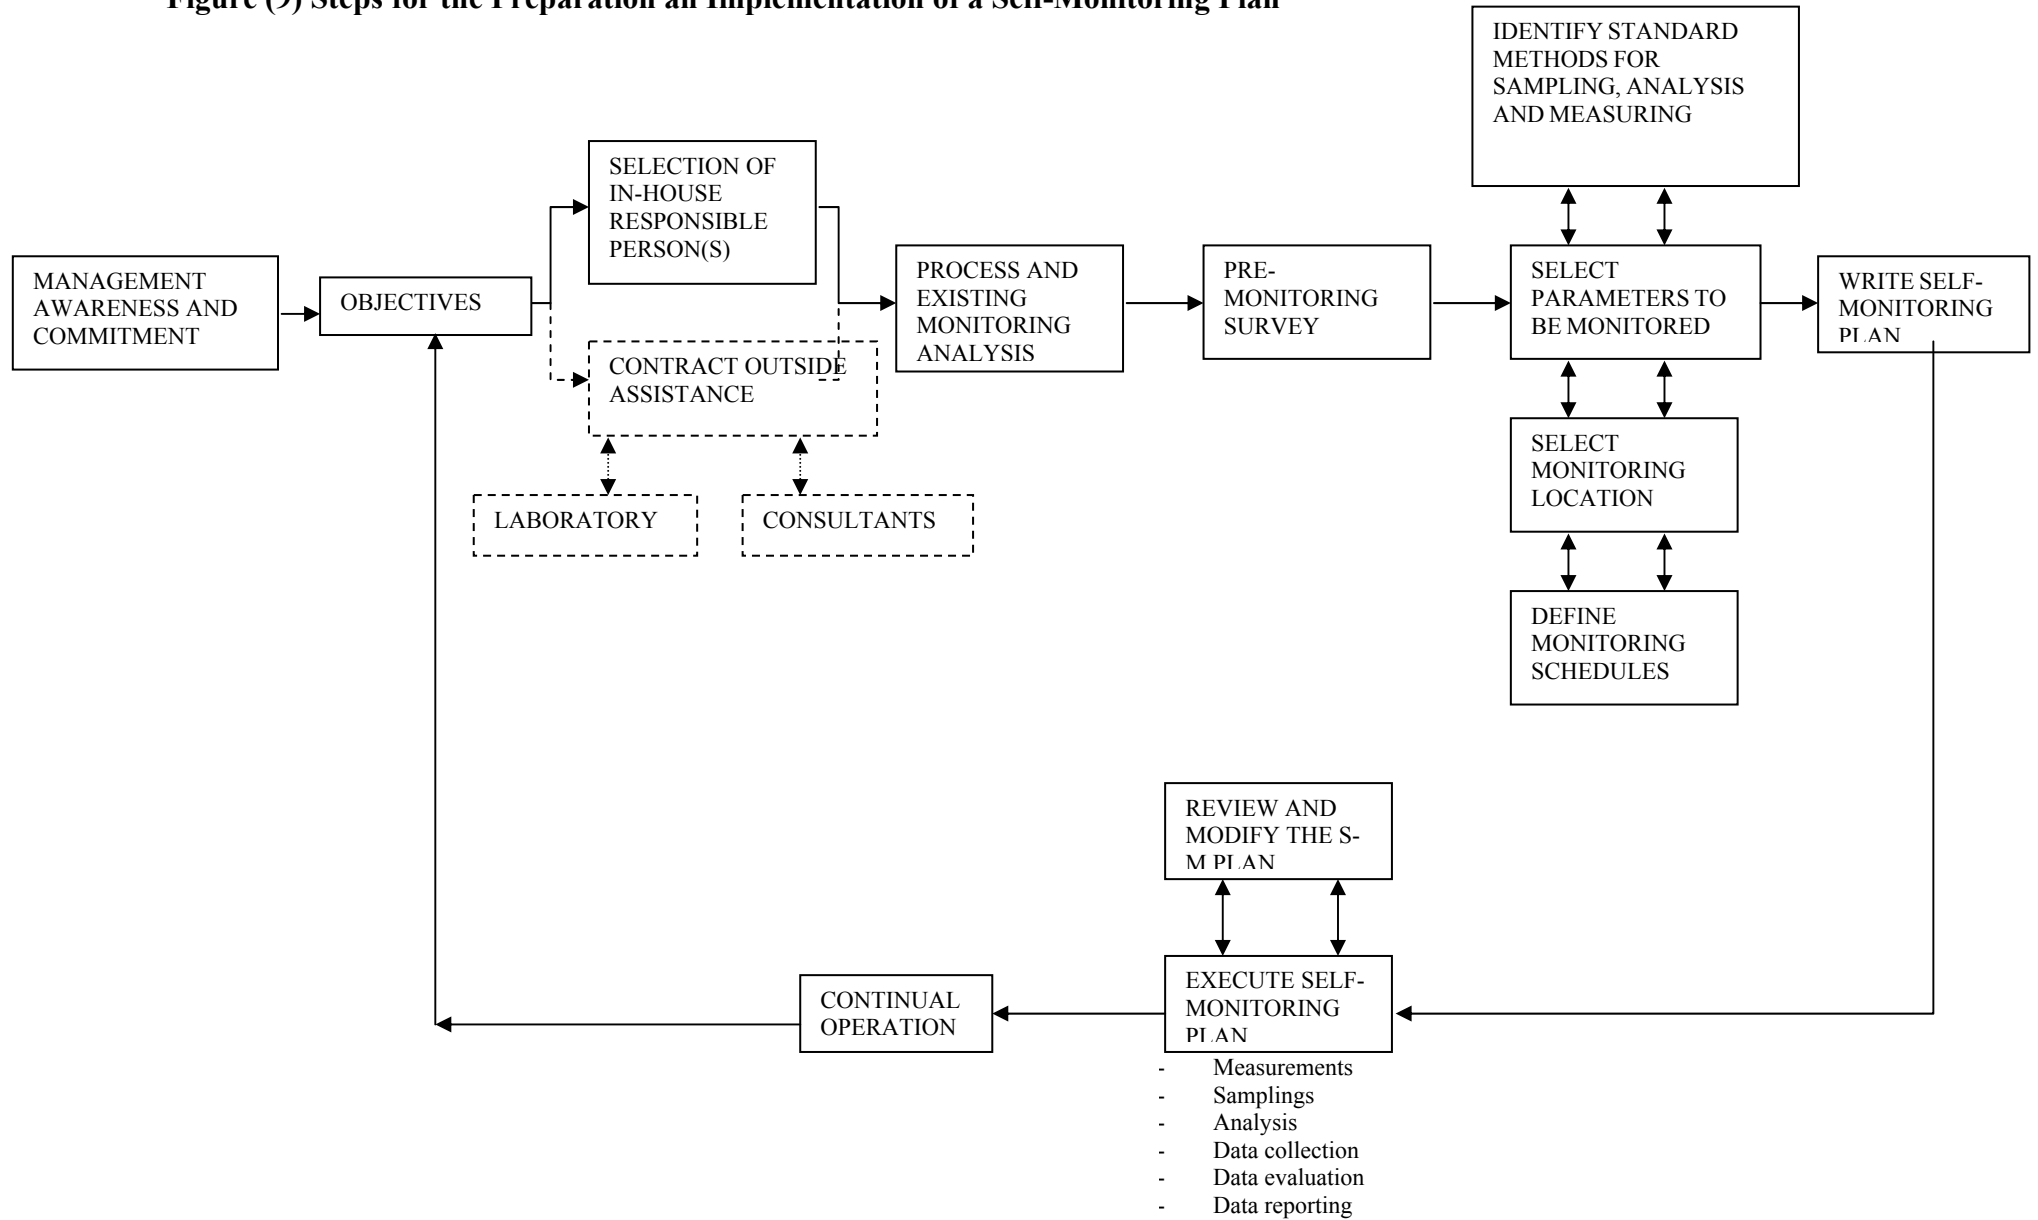 Figure (9) Steps for the Preparation an Implementation of a Self-Monitoring Plan
IDENTIFY STANDARD
METHODS FOR
SAMPLING, ANALYSIS
AND MEASURING
SELECTION OF
IN-HOUSE
RESPONSIBLE
PERSON(S)
MANAGEMENT
AWARENESS AND
COMMITMENT
OBJECTIVES
CONTRACT OUTSIDE
ASSISTANCE
LABORATORY
CONSULTANTS
PROCESS AND
EXISTING
MONITORING
ANALYSIS
PRE-
MONITORING
SURVEY
SELECT
PARAMETERS TO
BE MONITORED
WRITE SELF-
MONITORING
PLAN
SELECT
MONITORING
LOCATION
DEFINE
MONITORING
SCHEDULES
REVIEW AND
MODIFY THE S-
M PLAN
EXECUTE SELF-
MONITORING
PLAN
CONTINUAL
OPERATION
- Measurements
- Samplings
- Analysis
- Data collection
- Data evaluation
- Data reporting